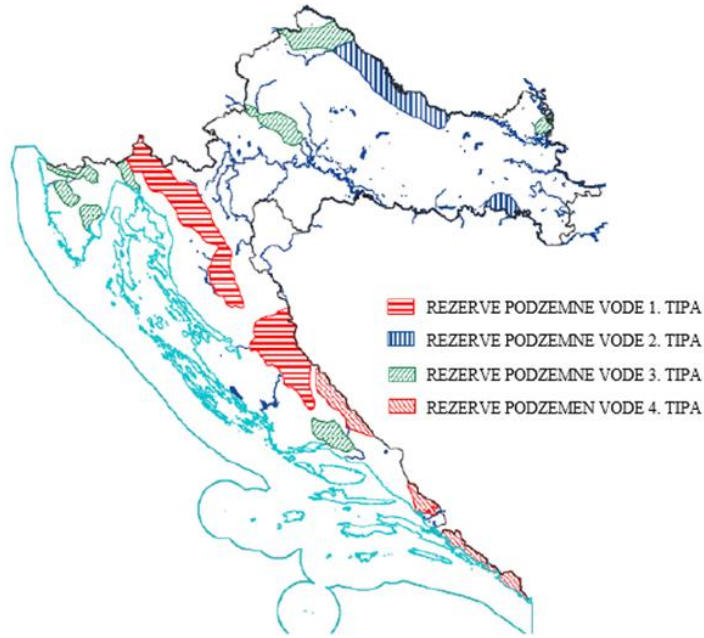 REZERVE PODZEMNE VODE 1. TIPA
REZERVE PODZEMNE VODE 2. TIPA
REZERVE PODZEMNE VODE 3. TIPA
REZERVE PODZEMEN VODE 4. TIPA